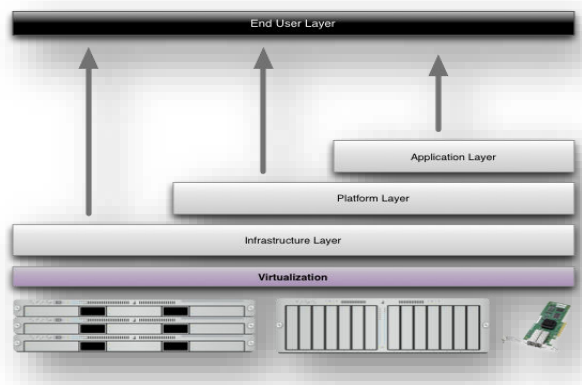 End User Layer
Application Layer
Platform Layer
Infrastructure Layer
Virtualization